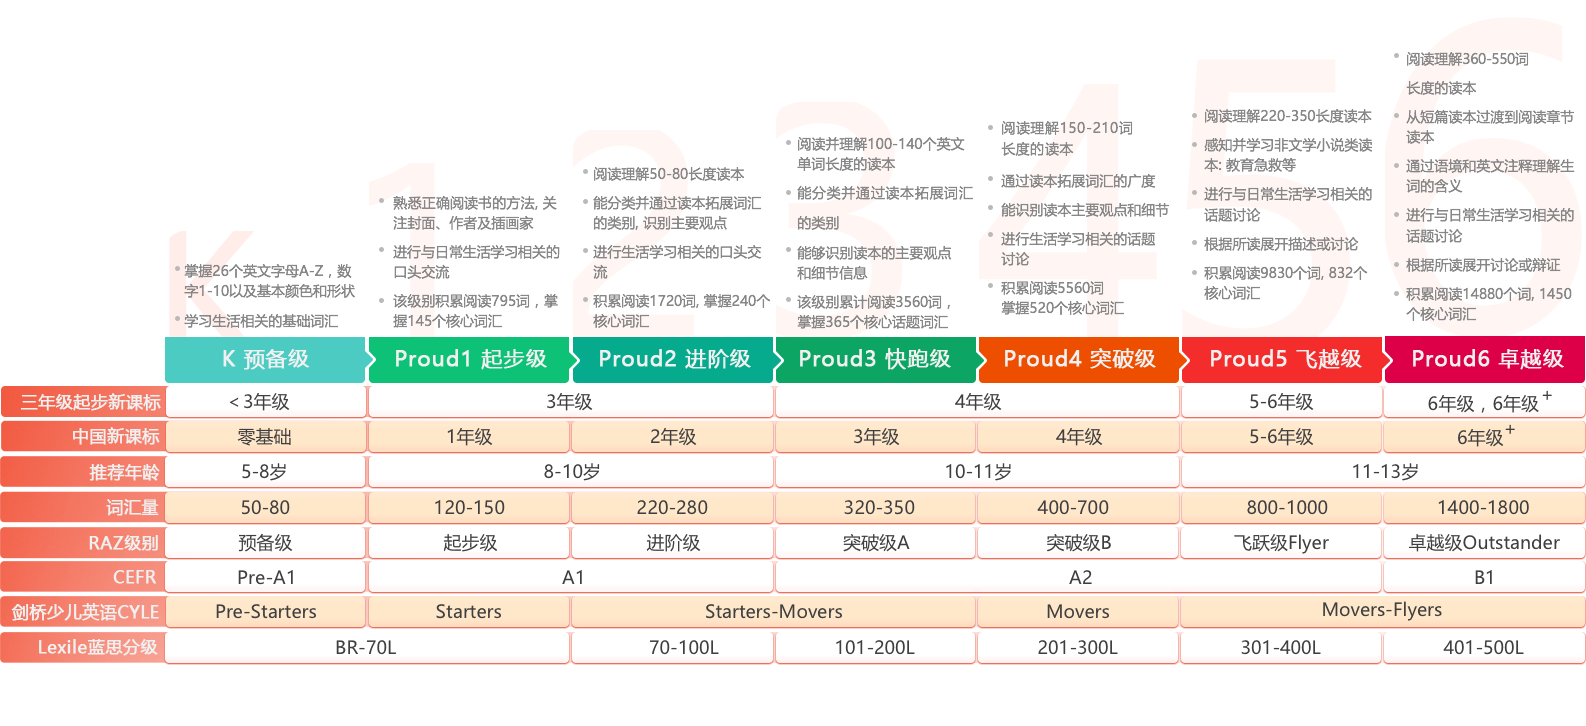 K
• 掌握26个英文字母A-Z，数
字1-10以及基本颜色和形状
• 学习生活相关的基础词汇
1
• 熟悉正确阅读书的方法, 关
注封面、作者及插画家
• 进行与日常生活学习相关的
口头交流
• 该级别积累阅读795词，掌
握145个核心词汇
2
• 阅读理解50-80长度读本
• 能分类并通过读本拓展词汇
的类别, 识别主要观点
• 进行生活学习相关的口头交
流
• 积累阅读1720词, 掌握240个
核心词汇
3
• 阅读并理解100-140个英文
单词长度的读本
• 能分类并通过读本拓展词汇
的类别
• 能够识别读本的主要观点
和细节信息
• 该级别累计阅读3560词，
掌握365个核心话题词汇
4
• 阅读理解150-210词
长度的读本
• 通过读本拓展词汇的广度
• 能识别读本主要观点和细节
• 进行生活学习相关的话题
讨论
• 积累阅读5560词
掌握520个核心词汇
5
• 阅读理解220-350长度读本
• 感知并学习非文学小说类读
本: 教育急救等
• 进行与日常生活学习相关的
话题讨论
• 根据所读展开描述或讨论
• 积累阅读9830个词, 832个
核心词汇
6
• 阅读理解360-550词
长度的读本
• 从短篇读本过渡到阅读章节
读本
• 通过语境和英文注释理解生
词的含义
• 进行与日常生活学习相关的
话题讨论
• 根据所读展开讨论或辩证
• 积累阅读14880个词, 1450
个核心词汇
K 预备级 Proud1 起步级 Proud2 进阶级 Proud3 快跑级 Proud4 突破级 Proud5 飞越级 Proud6 卓越级
三年级起步新课标 ＜3年级 3年级 4年级 5-6年级 6年级，6年级+
中国新课标 零基础 1年级 2年级 3年级 4年级 5-6年级 6年级+
推荐年龄 5-8岁 8-10岁 10-11岁 11-13岁
词汇量 50-80 120-150 220-280 320-350 400-700 800-1000 1400-1800
RAZ级别 预备级 起步级 进阶级 突破级A 突破级B 飞跃级Flyer 卓越级Outstander
CEFR Pre-A1 A1 A2 B1
剑桥少儿英语CYLE Pre-Starters Starters Starters-Movers Movers Movers-Flyers
Lexile蓝思分级 BR-70L 70-100L 101-200L 201-300L 301-400L 401-500L